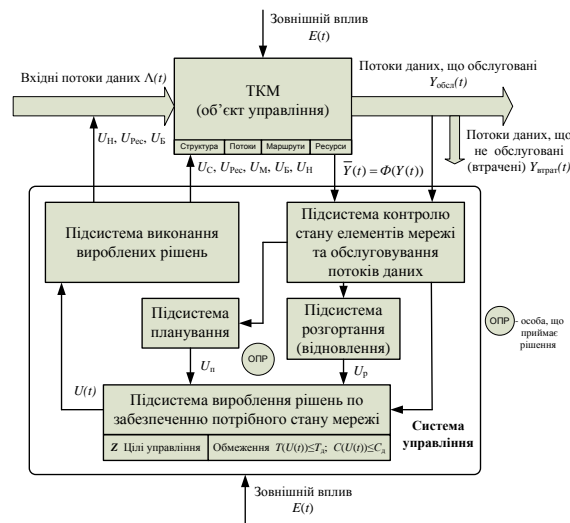 Зовнішній вплив
E(t)
Вхідні потоки даних Λ(t)
ТКМ
(об’єкт управління)
Структура Потоки Маршрути Ресурси
Потоки даних, що обслуговані
Yобсл(t)
Потоки даних, що
не обслуговані
(втрачені) Yвтрат(t)
UН, UРес, UБ
UС, UРес, UМ, UБ, UН
Y(t) = Φ(Y(t))
Підсистема виконання
вироблених рішень
Підсистема контролю
стану елементів мережі
та обслуговування
потоків даних
Підсистема
планування
Підсистема
розгортання
(відновлення)
ОПР
ОПР - особа, що
приймає
рішення
Uп
Uр
U(t)
Підсистема вироблення рішень по
забезпеченню потрібного стану мережі
Z Цілі управління
Обмеження T(U(t))≤Tд; C(U(t))≤Cд
Система
управління
Зовнішній вплив
E(t)